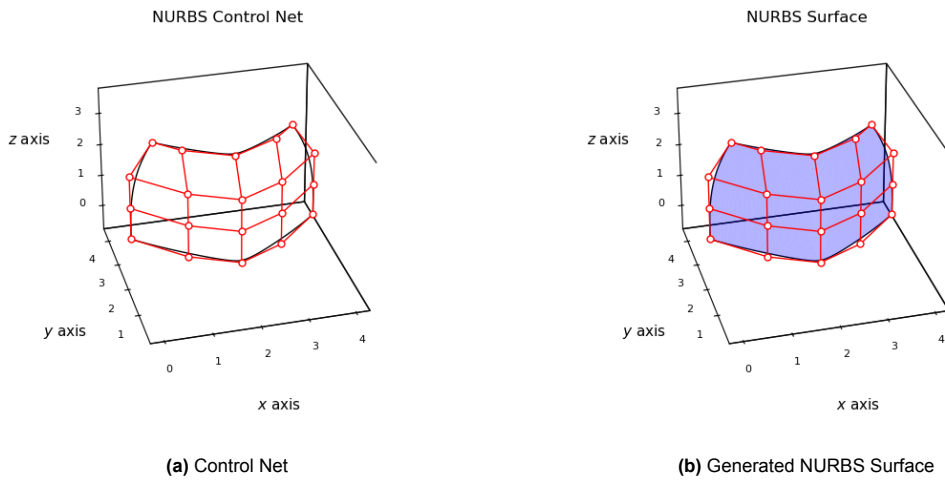 NURBS Control Net
3
z axis
2
1
0
4
3
2
y axis
1
0
1
2
3
4
x axis
(a) Control Net
NURBS Surface
3
z axis
2
1
0
4
3
2
y axis
1
0
1
2
3
4
x axis
(b) Generated NURBS Surface